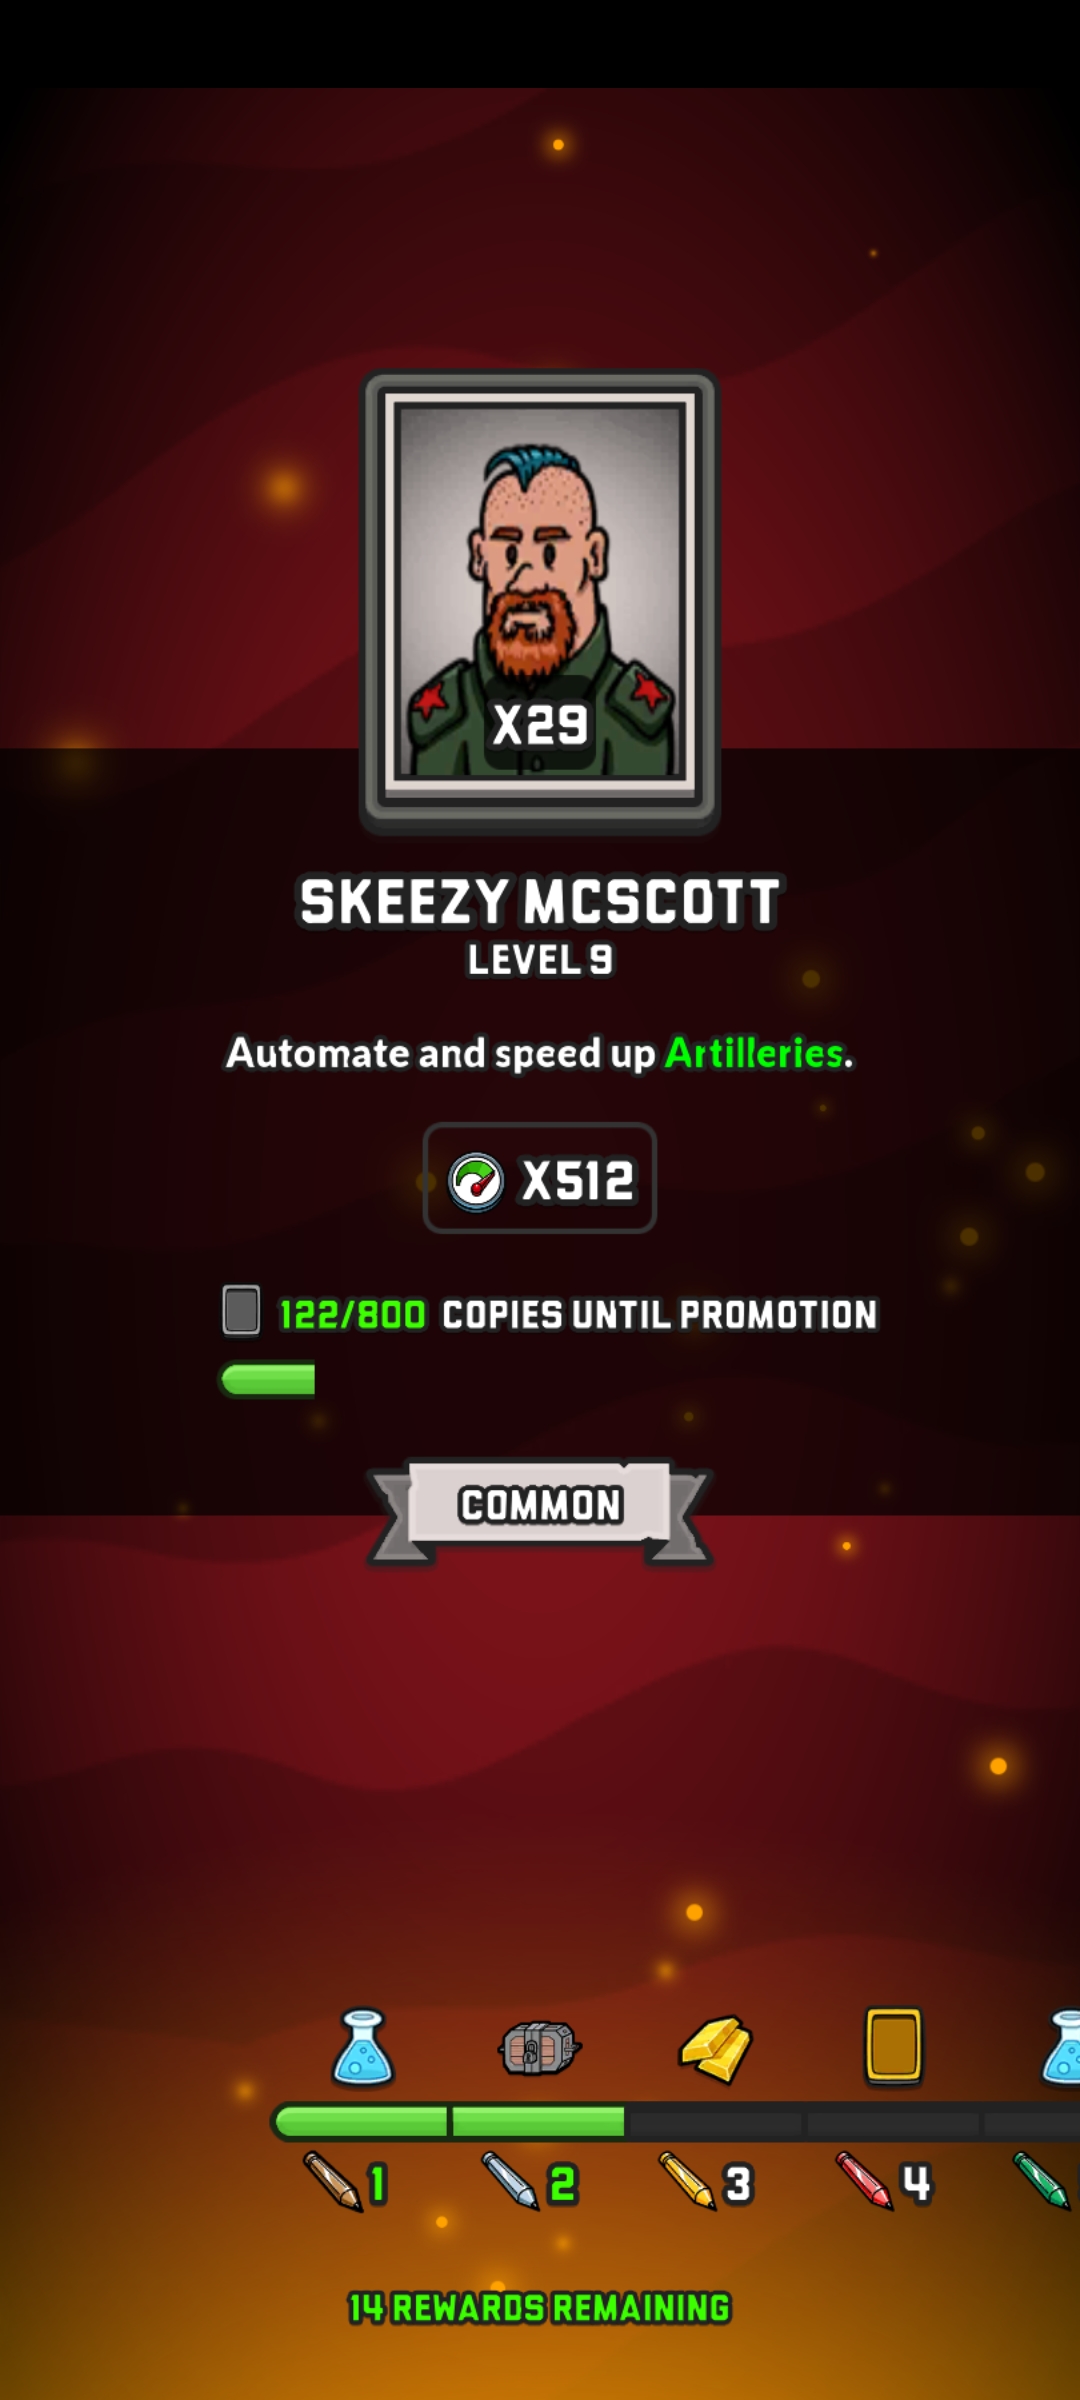 X29
SKEEZY MCSCOTT
LEVEL 9
Automate and speed up Artilleries.
X512
122/800 COPIES UNTIL PROMOTION
COMMON
1 2 3 4
14 REWARDS REMAINING